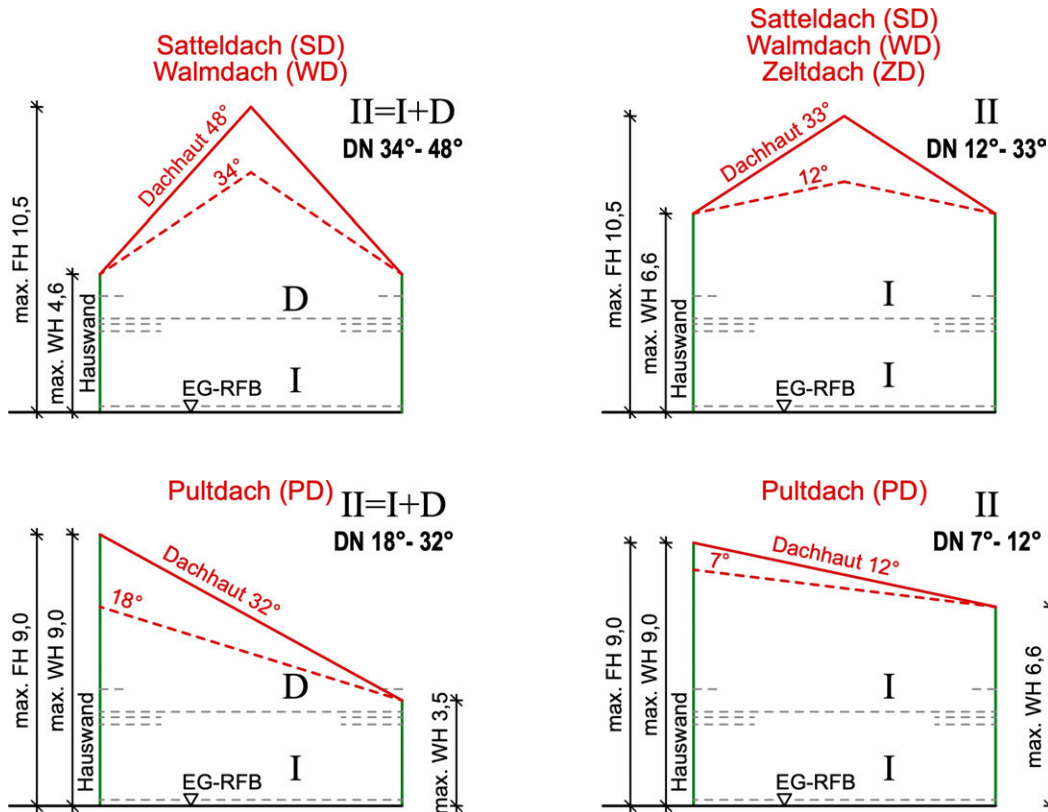 Satteldach (SD)
Walmdach (WD)
II=I+D
DN 34°- 48°
Dachhaut 48°
34°
max. FH 10,5
max. WH 4,6
Hauswand
D
I
EG-RFB
Satteldach (SD)
Walmdach (WD)
Zeltdach (ZD)
II
DN 12°- 33°
Dachhaut 33°
12°
max. FH 10,5
max. WH 6,6
Hauswand
I
I
EG-RFB
Pultdach (PD)
II=I+D
DN 18°- 32°
Dachhaut 32°
18°
max. FH 9,0
max. WH 9,0
Hauswand
D
I
EG-RFB
max. WH 3,5
Pultdach (PD)
II
DN 7°- 12°
Dachhaut 12°
7°
max. FH 9,0
max. WH 9,0
Hauswand
I
I
EG-RFB
max. WH 6,6